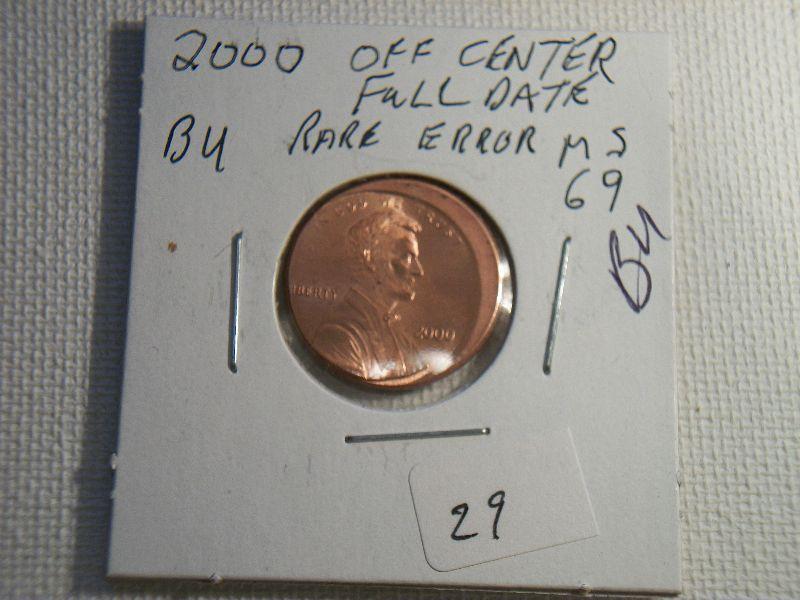 2000 OFF CENTER
FULL DATE
BU RARE ERROR MS
69
BU
LIBERTY
2000
29